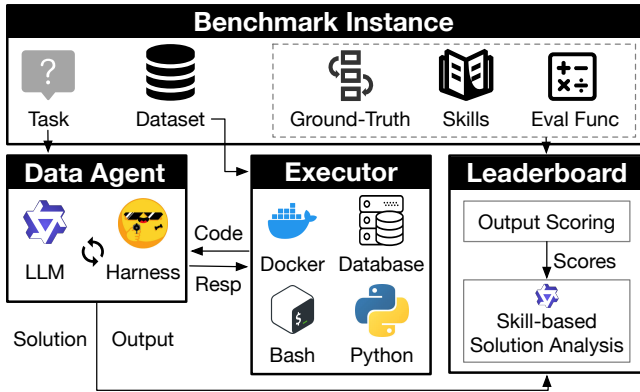 Benchmark Instance
?
Task
Dataset
Ground-Truth
Skills
Eval Func
Data Agent
Executor
Leaderboard
LLM
Harness
Code
Resp
Docker
Database
$_
Bash
Python
Output Scoring
Scores
Skill-based
Solution Analysis
Solution
Output